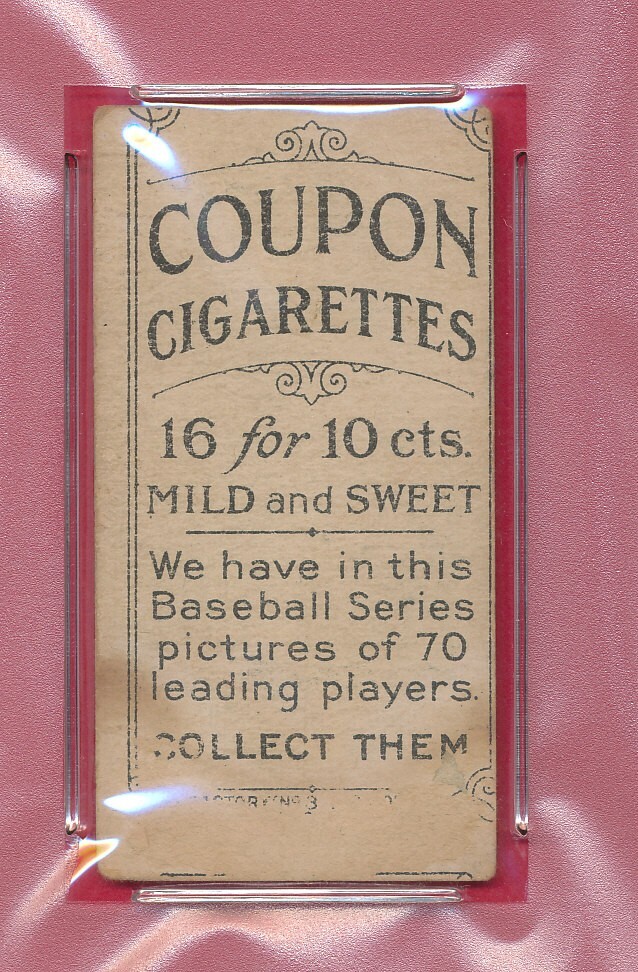 COUPON
CIGARETTES
16 for 10 cts.
MILD and SWEET
We have in this
Baseball Series
pictures of 70
leading players.
COLLECT THEM